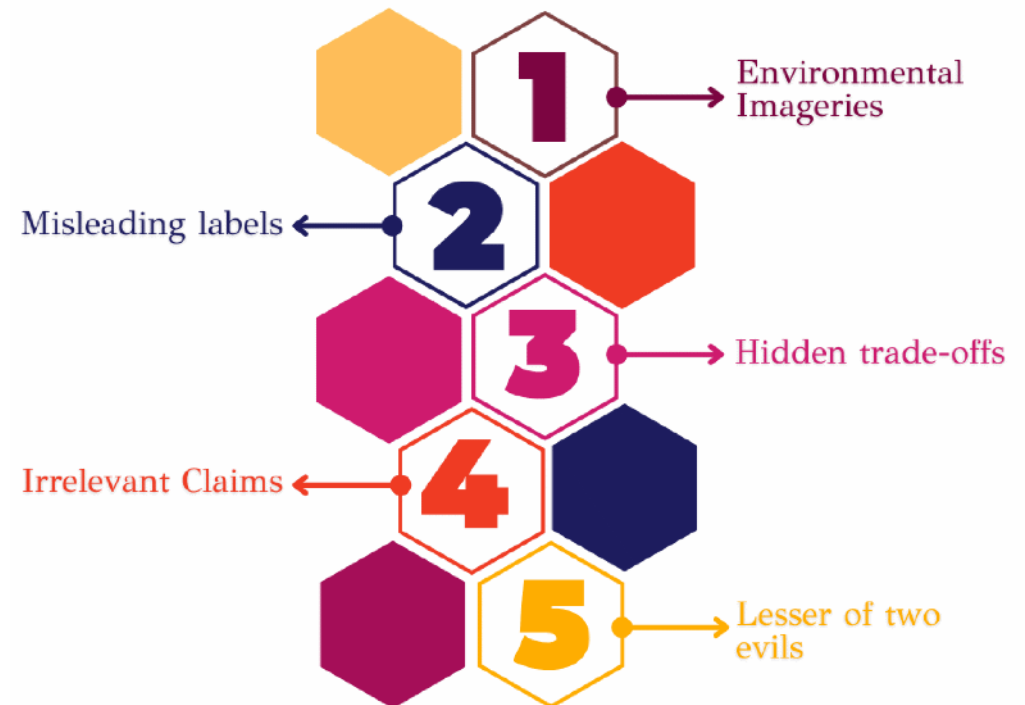 1
Environmental
Imageries
2
Misleading labels
3
Hidden trade-offs
4
Irrelevant Claims
5
Lesser of two
evils